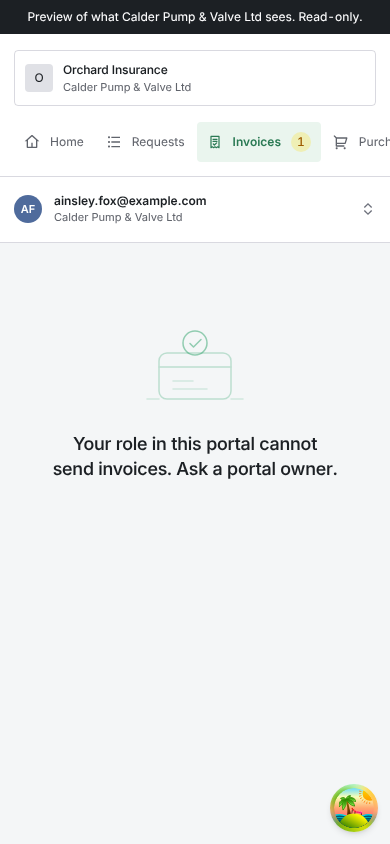 Preview of what Calder Pump & Valve Ltd sees. Read-only.
O
Orchard Insurance
Calder Pump & Valve Ltd
Home
Requests
Invoices
1
Purch
AF
ainsley.fox@example.com
Calder Pump & Valve Ltd
Your role in this portal cannot
send invoices. Ask a portal owner.